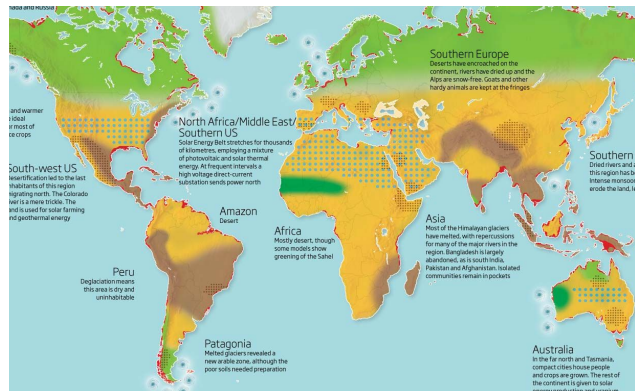 nada and Russia
Southern Europe
Deserts have encroached on the
continent, rivers have dried up and the
Alps are snow-free. Goats and other
hardy animals are kept at the fringes
and warmer
ideal
or most of
crops
North Africa/Middle East/
Southern US
Solar Energy Belt stretches for thousands
of kilometres, employing a mixture
of photovoltaic and solar thermal
energy. At frequent intervals a
high voltage direct-current
substation sends power north
South-west US
Desertification led to the last
nhabitants of this region
migrating north. The Colorado
iver is a mere trickle. The
and is used for solar farming
nd geothermal energy
Southern
Dried rivers and
this region has b
Intense monsoo
erode the land, le
Amazon
Desert
Africa
Mostly desert, though
some models show
greening of the Sahel
Asia
Most of the Himalayan glaciers
have melted, with repercussions
for many of the major rivers in the
region. Bangladesh is largely
abandoned, as is south India,
Pakistan and Afghanistan. Isolated
communities remain in pockets
Peru
Deglaciation means
this area is dry and
uninhabitable
Patagonia
Melted glaciers revealed a
new arable zone, although the
poor soils needed preparation
Australia
In the far north and Tasmania,
compact cities house people
and crops are grown. The rest of
the continent is given to solar
energy production and uranium